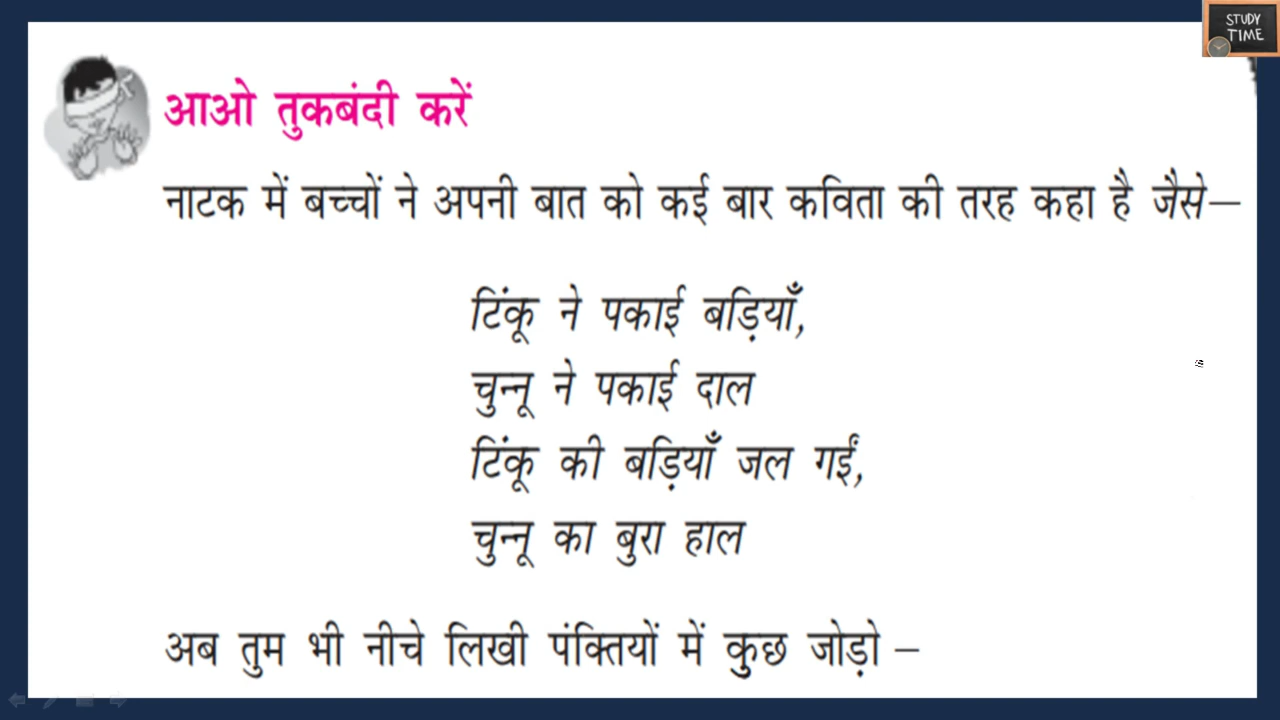 STUDY
TIME
आओ तुकबंदी करें
नाटक में बच्चों ने अपनी बात को कई बार कविता की तरह कहा है जैसे—
टिंकू ने पकाई बड़ियाँ,
चुन्नू ने पकाई दाल
टिंकू की बड़ियाँ जल गईं,
चुन्नू का बुरा हाल
अब तुम भी नीचे लिखी पंक्तियों में कुछ जोड़ो –